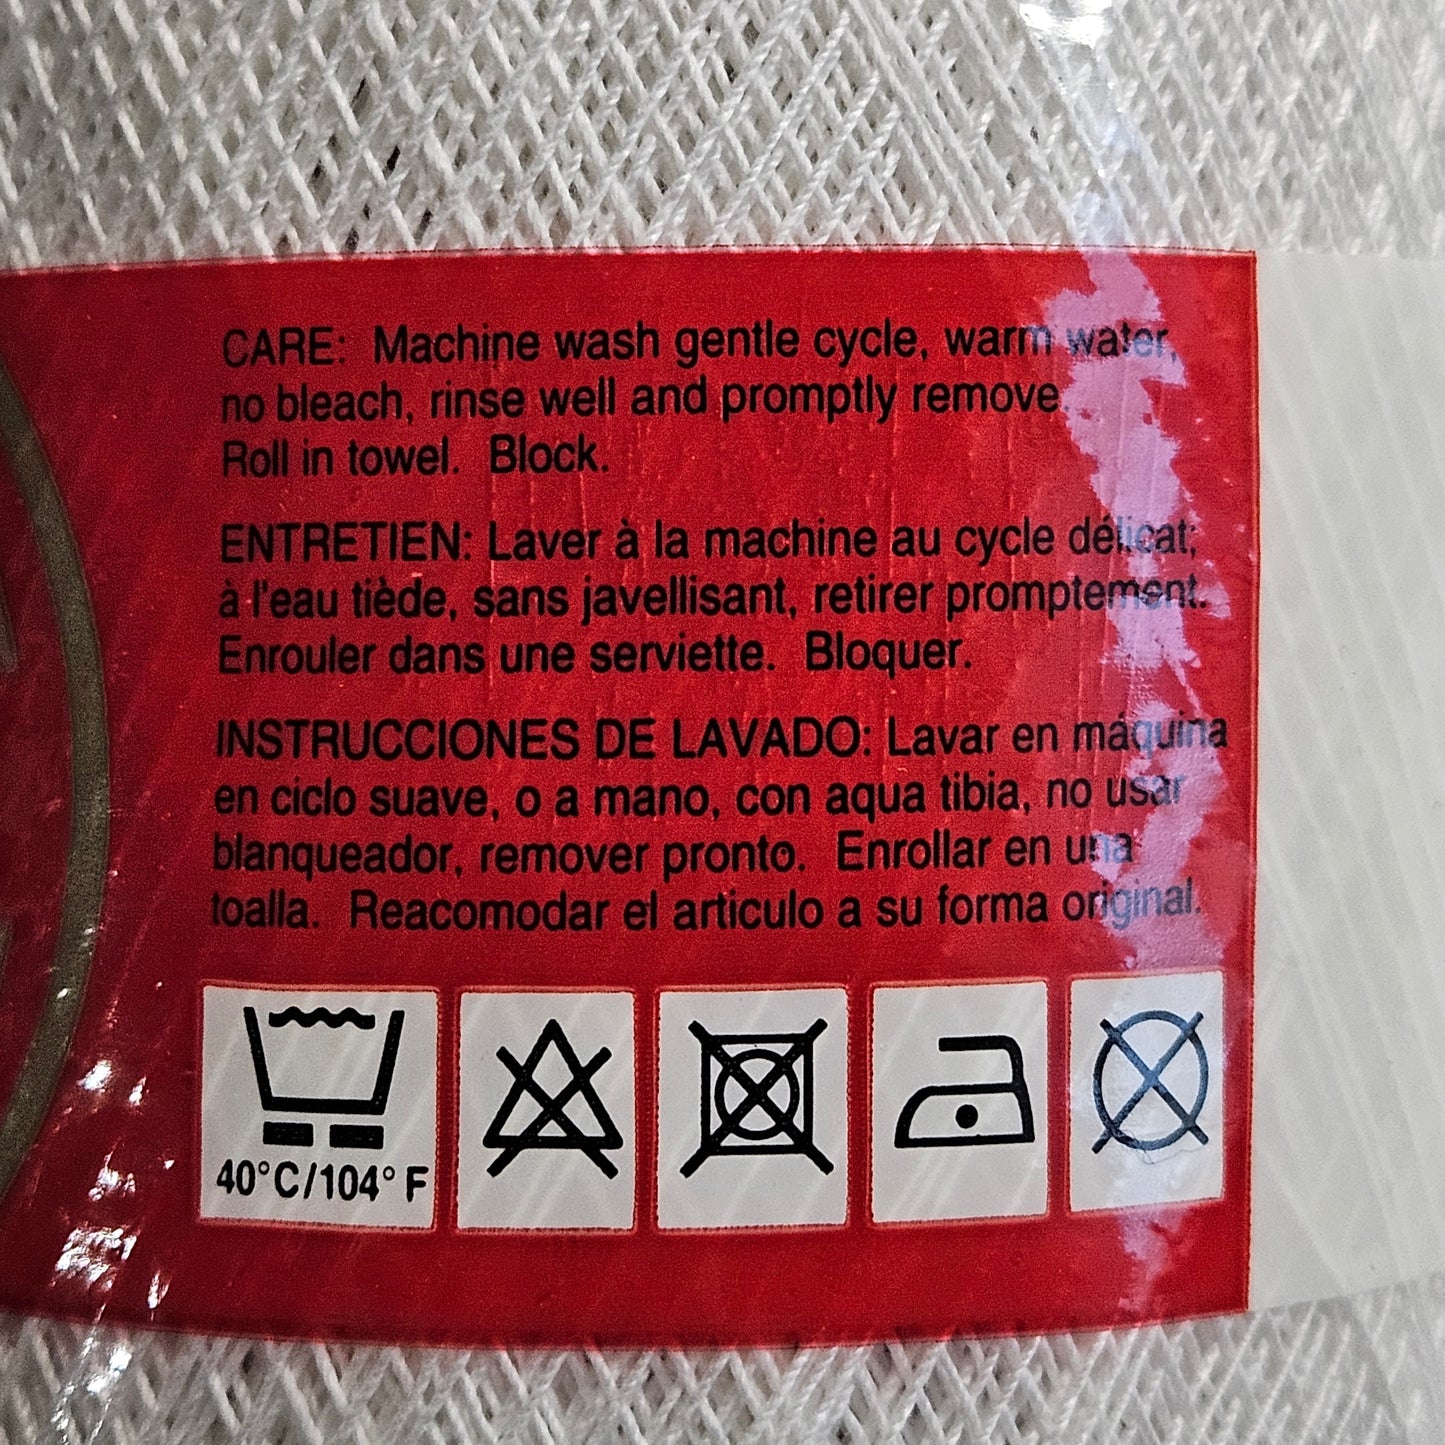 CARE: Machine wash gentle cycle, warm water,
no bleach, rinse well and promptly remove.
Roll in towel. Block.
ENTRETIEN: Laver à la machine au cycle délicat;
à l'eau tiède, sans javellisant, retirer promptement.
Enrouler dans une serviette. Bloquer.
INSTRUCCIONES DE LAVADO: Lavar en máquina
en ciclo suave, o a mano, con aqua tibia, no usar
blanqueador, remover pronto. Enrollar en una
toalla. Reacomodar el articulo a su forma original.
40°C/104°F